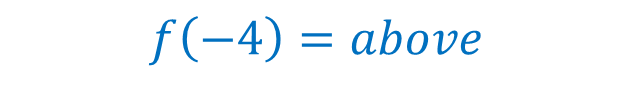 f(−4) = above